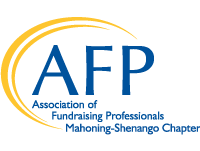 AFP
Association of
Fundraising Professionals
Mahoning-Shenango Chapter